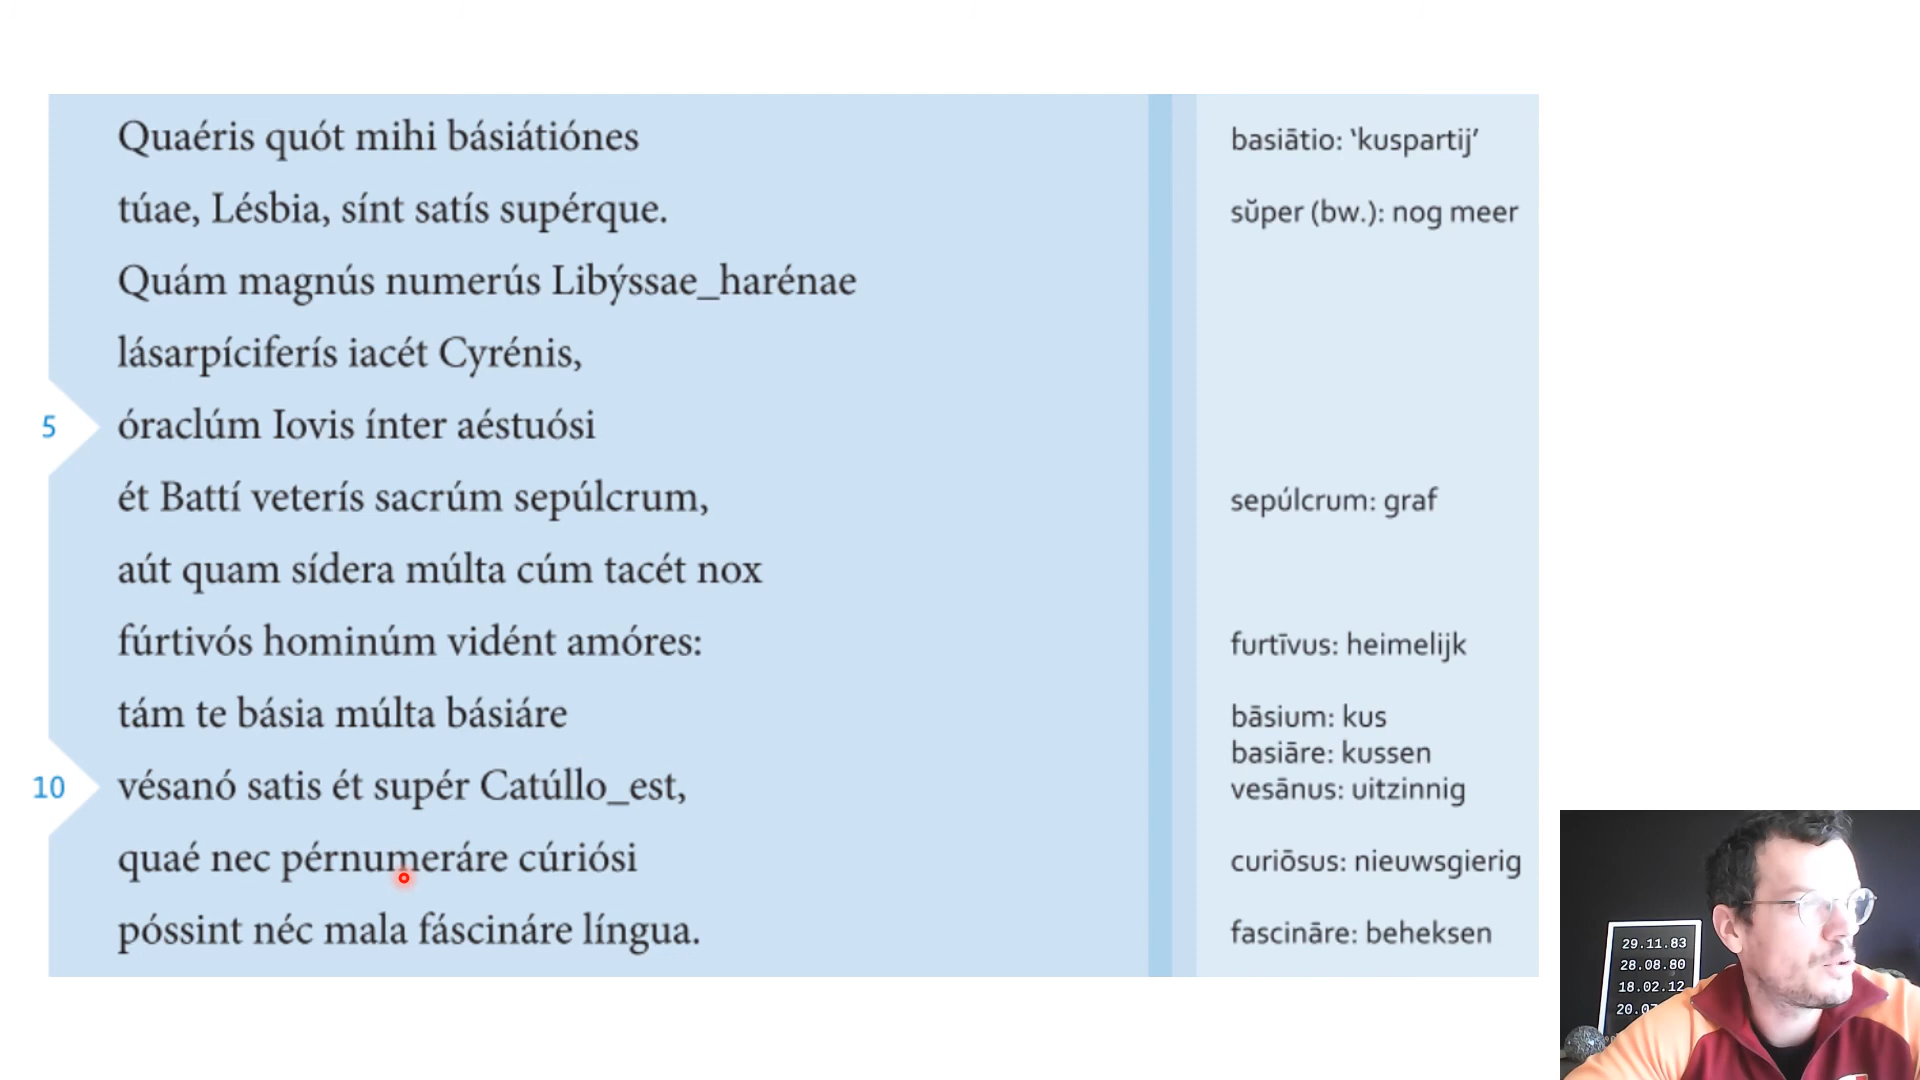 Quaéris quót mihi básiátiónes
túae, Lésbia, sínt satís supérque.
Quám magnús numerús Libýssae_harénae
lásarpíciferís iacét Cyrénis,
5 óraclúm Iovis ínter aéstuósi
ét Battí veterís sacrúm sepúlcrum,
aút quam sídera múlta cúm tacét nox
fúrtivós hominúm vidént amóres:
tám te básia múlta básiáre
10 vésanó satis ét supér Catúllo_est,
quaé nec pérnumeráre cúriósi
póssint néc mala fáscináre língua.
basiātio: ‘kuspartij’
sŭper (bw.): nog meer
sepúlcrum: graf
furtīvus: heimelijk
bāsium: kus
basiāre: kussen
vesānus: uitzinnig
curiōsus: nieuwsgierig
fascināre: beheksen
29.11.83
28.08.80
18.02.12